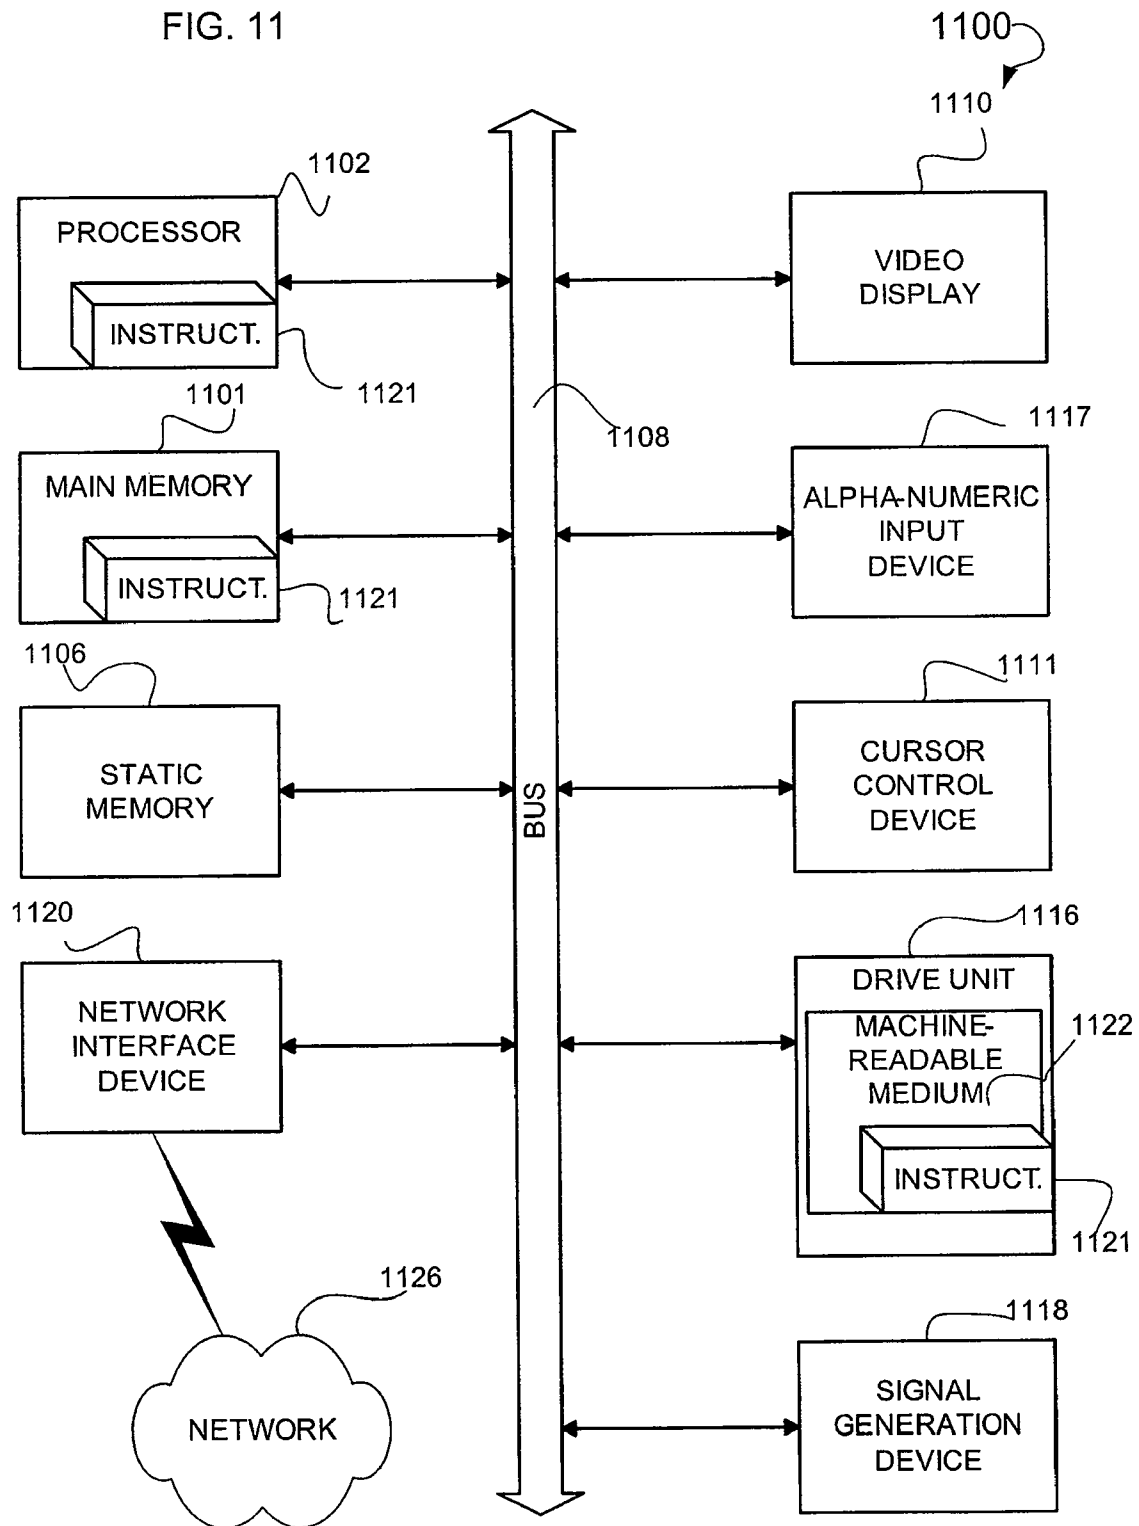 FIG. 11
1100
1110
1102
PROCESSOR
INSTRUCT.
1121
VIDEO
DISPLAY
1101
1108
1117
MAIN MEMORY
INSTRUCT.
1121
ALPHA-NUMERIC
INPUT
DEVICE
1106
1111
STATIC
MEMORY
BUS
CURSOR
CONTROL
DEVICE
1120
1116
NETWORK
INTERFACE
DEVICE
DRIVE UNIT
MACHINE-
READABLE
MEDIUM
1122
INSTRUCT.
1121
1126
1118
NETWORK
SIGNAL
GENERATION
DEVICE